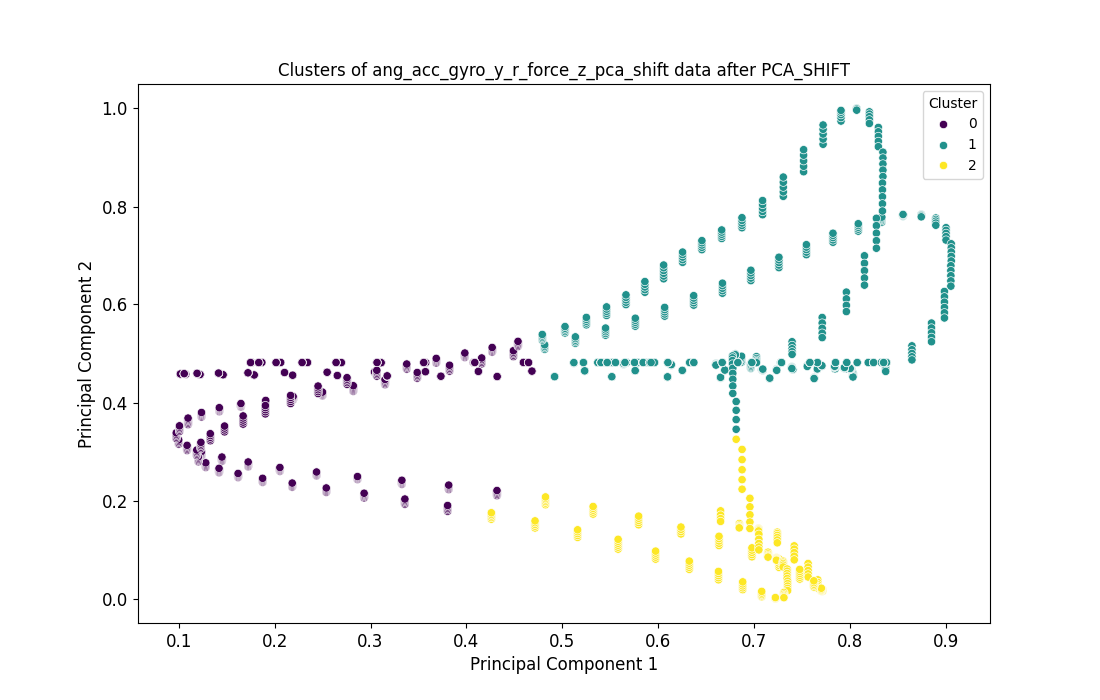 Clusters of ang_acc_gyro_y_r_force_z_pca_shift data after PCA_SHIFT
Cluster
0
1
2
1.0
0.8
0.6
0.4
0.2
0.0
Principal Component 2
0.1 0.2 0.3 0.4 0.5 0.6 0.7 0.8 0.9
Principal Component 1